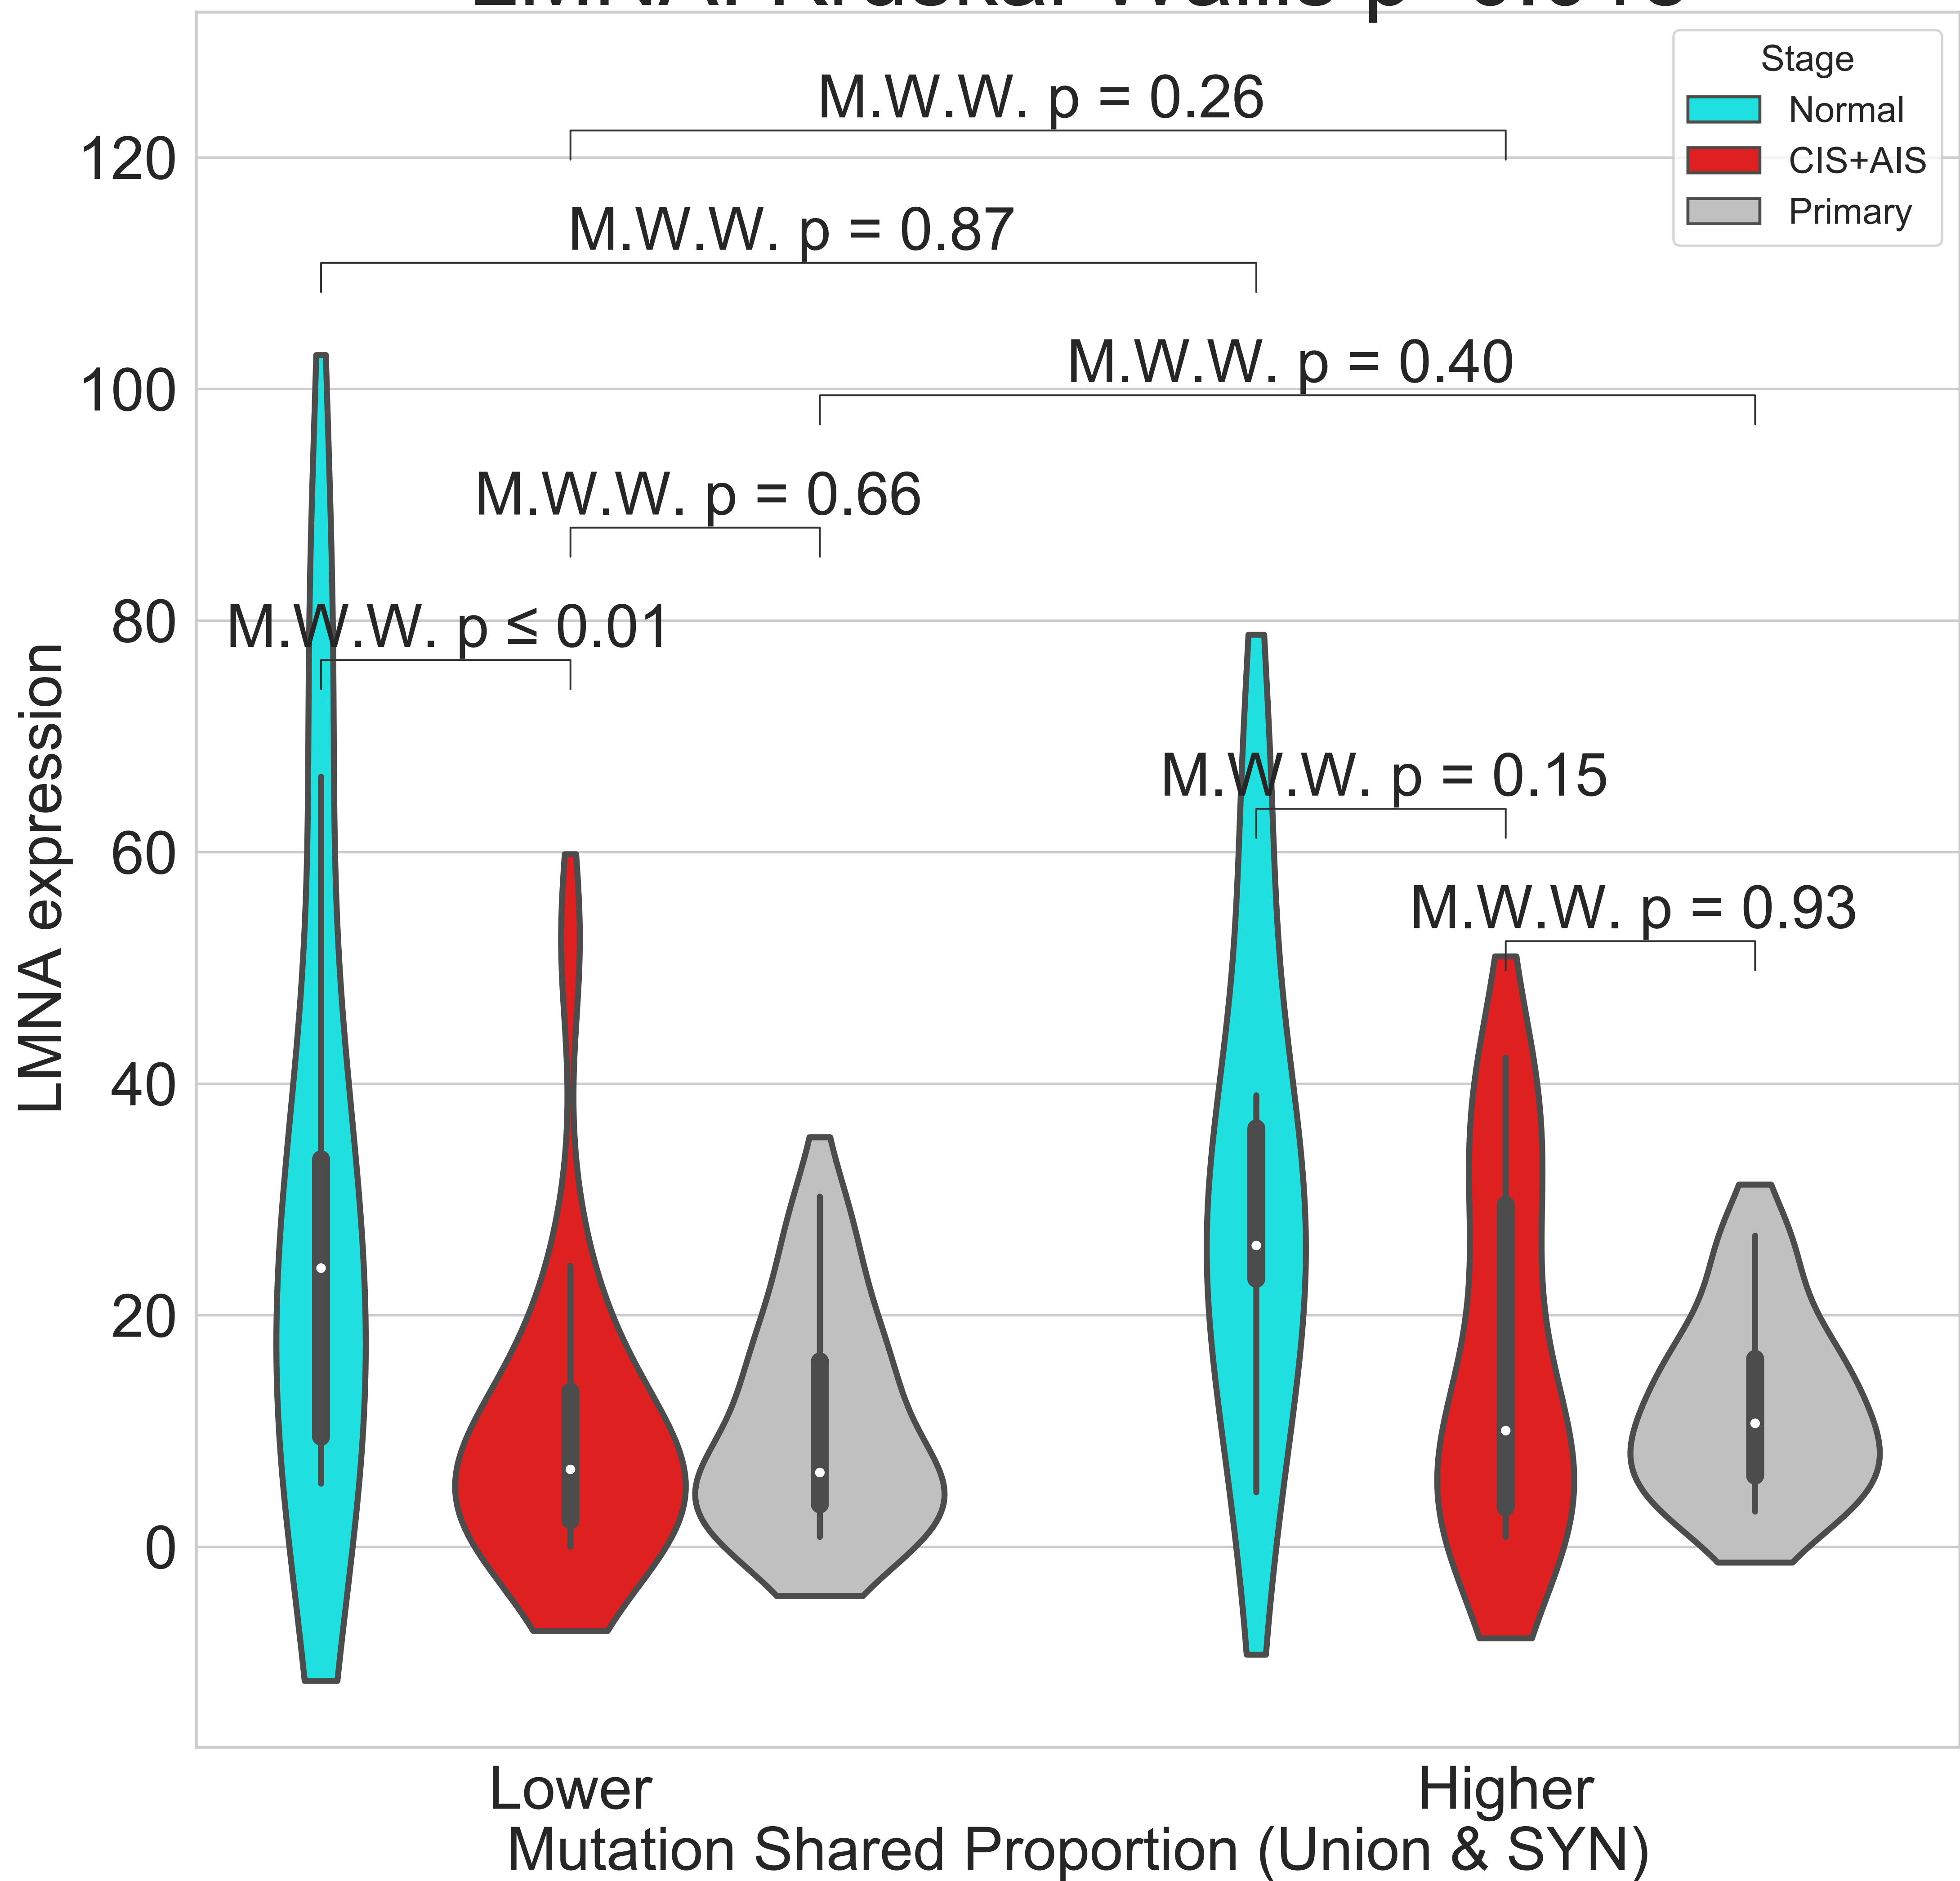 Stage
Normal
CIS+AIS
Primary
M.W.W. p = 0.26
M.W.W. p = 0.87
M.W.W. p = 0.40
M.W.W. p = 0.66
M.W.W. p ≤ 0.01
M.W.W. p = 0.15
M.W.W. p = 0.93
120
100
80
60
40
20
0
LMNA expression
Lower
Higher
Mutation Shared Proportion (Union & SYN)